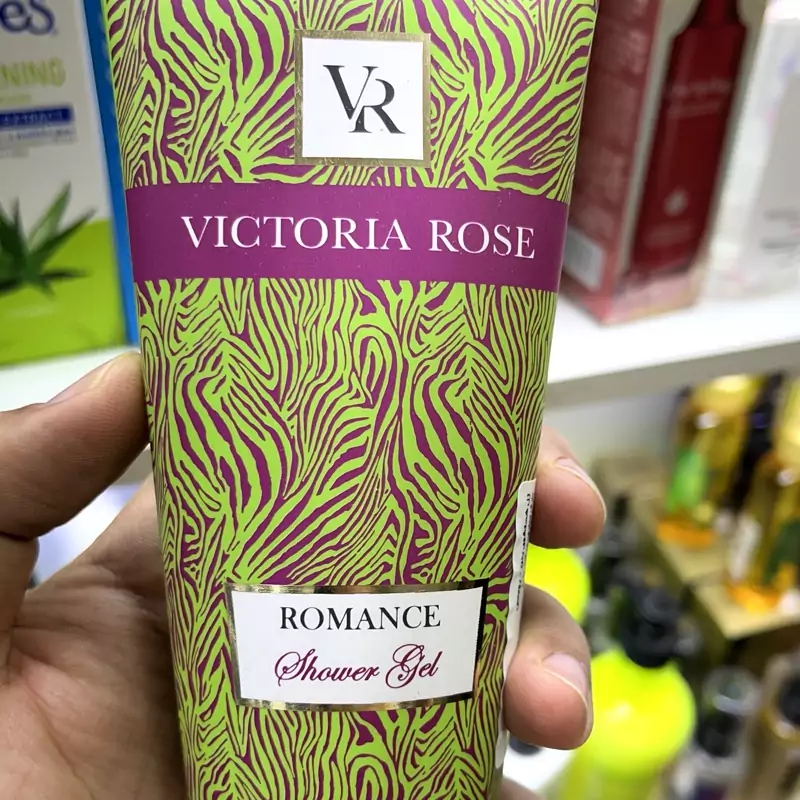 VR
VICTORIA ROSE
ROMANCE
Shower Gel